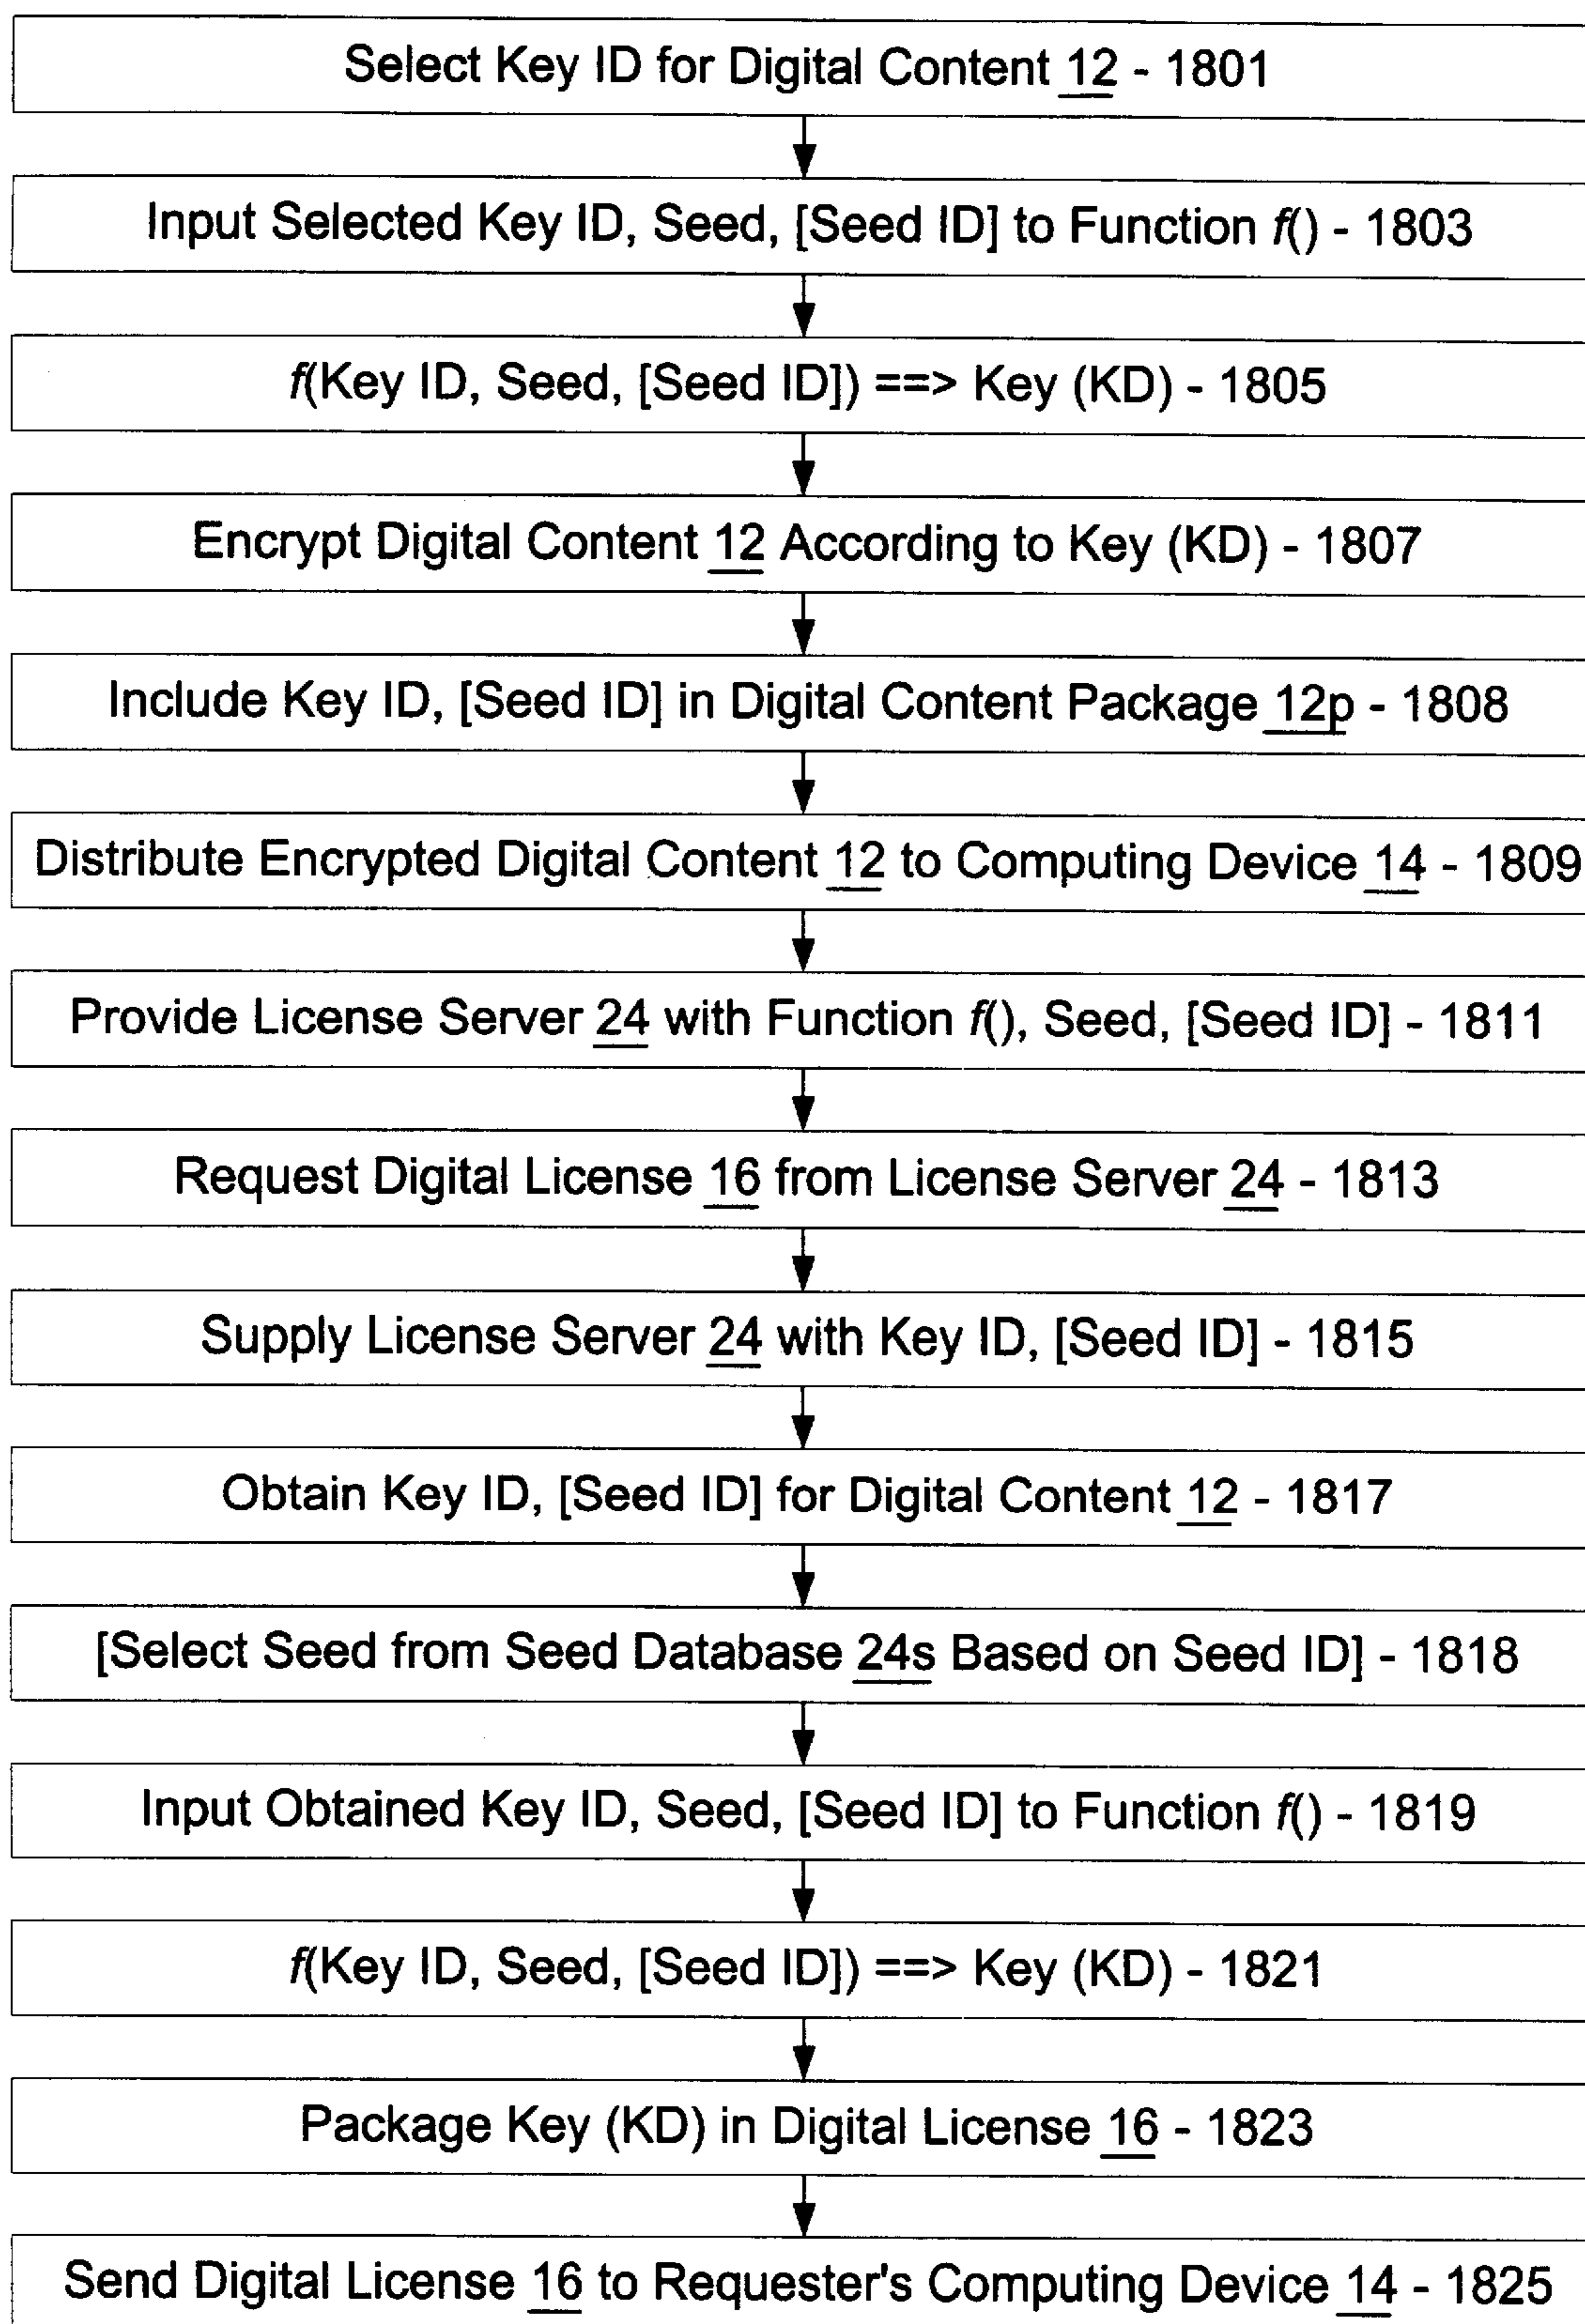 Select Key ID for Digital Content 12 - 1801
Input Selected Key ID, Seed, [Seed ID] to Function f() - 1803
f(Key ID, Seed, [Seed ID]) ==> Key (KD) - 1805
Encrypt Digital Content 12 According to Key (KD) - 1807
Include Key ID, [Seed ID] in Digital Content Package 12p - 1808
Distribute Encrypted Digital Content 12 to Computing Device 14 - 1809
Provide License Server 24 with Function f(), Seed, [Seed ID] - 1811
Request Digital License 16 from License Server 24 - 1813
Supply License Server 24 with Key ID, [Seed ID] - 1815
Obtain Key ID, [Seed ID] for Digital Content 12 - 1817
[Select Seed from Seed Database 24s Based on Seed ID] - 1818
Input Obtained Key ID, Seed, [Seed ID] to Function f() - 1819
f(Key ID, Seed, [Seed ID]) ==> Key (KD) - 1821
Package Key (KD) in Digital License 16 - 1823
Send Digital License 16 to Requester's Computing Device 14 - 1825